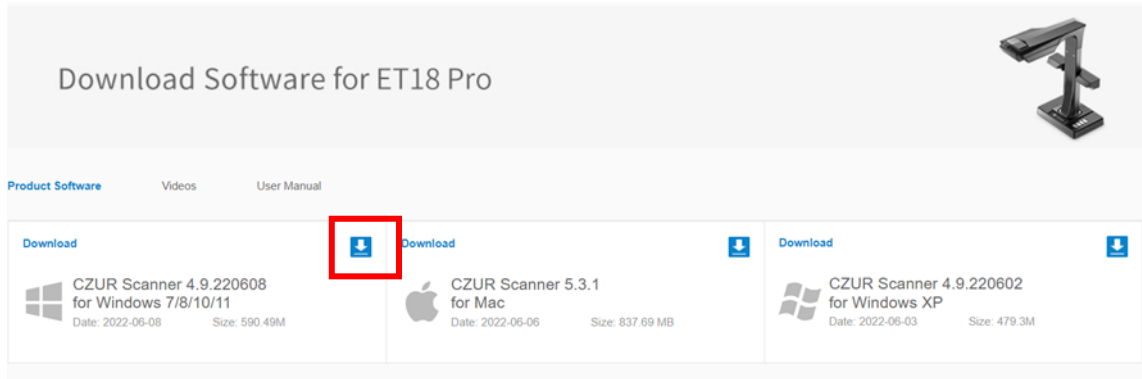 Download Software for ET18 Pro
Product Software Videos User Manual
Download
CZUR Scanner 4.9.220608
for Windows 7/8/10/11
Date: 2022-06-08 Size: 590.49M
Download
CZUR Scanner 5.3.1
for Mac
Date: 2022-06-06 Size: 837.69 MB
Download
CZUR Scanner 4.9.220602
for Windows XP
Date: 2022-06-03 Size: 479.3M